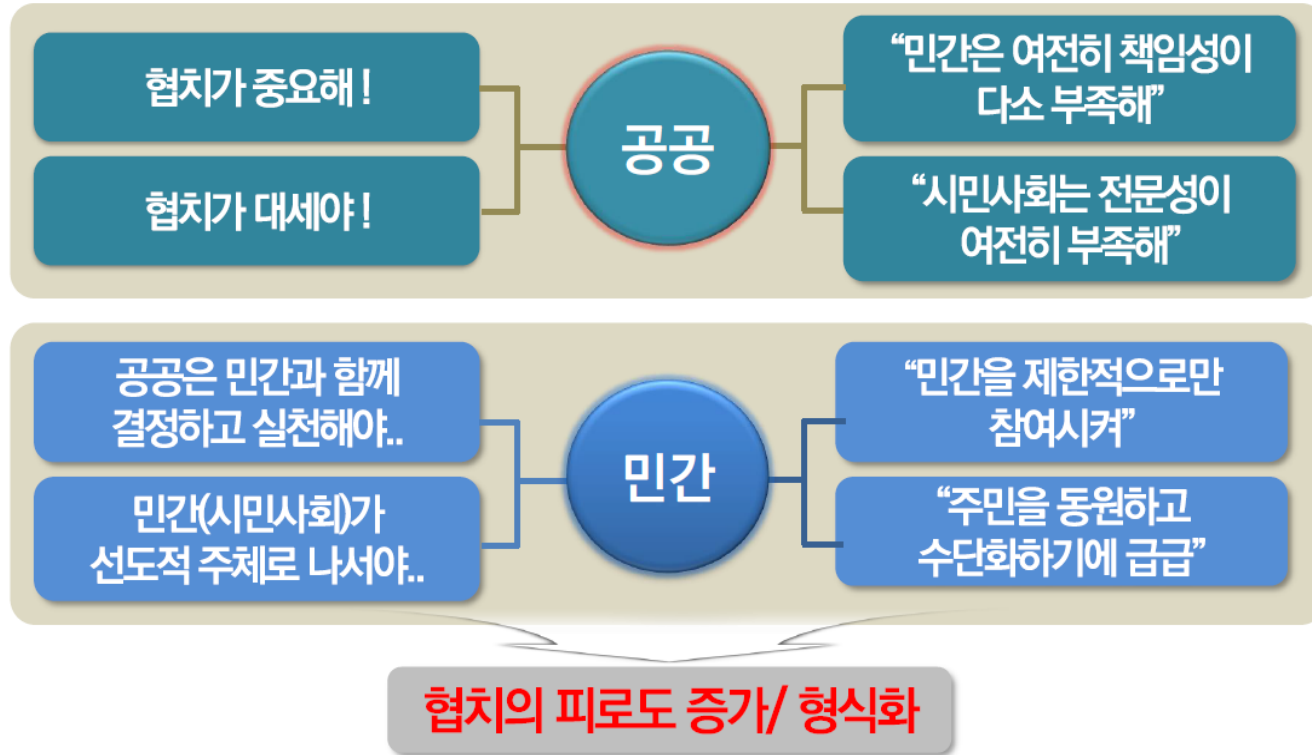 협치가 중요해 !
협치가 대세야 !
공공
“민간은 여전히 책임성이
다소 부족해”
“시민사회는 전문성이
여전히 부족해”
공공은 민간과 함께
결정하고 실천해야..
민간(시민사회)가
선도적 주체로 나서야..
민간
“민간을 제한적으로만
참여시켜”
“주민을 동원하고
수단화하기에 급급”
협치의 피로도 증가/ 형식화